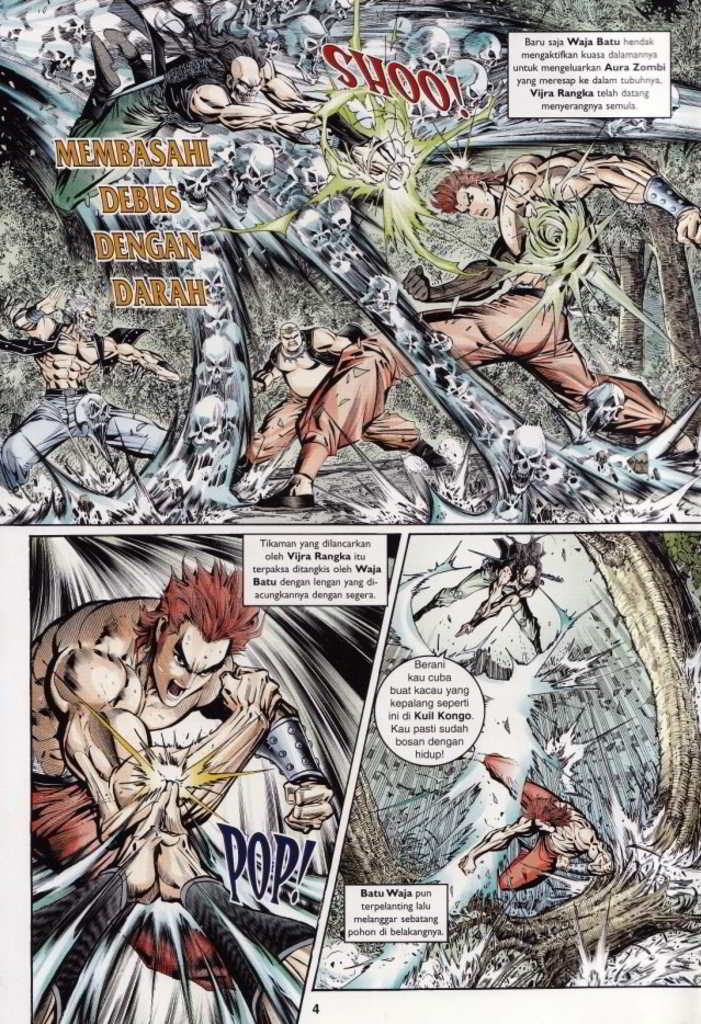 Baru saja Waja Batu hendak
mengaktifkan kuasa dalamannya
untuk mengeluarkan Aura Zombi
yang meresap ke dalam tubuhnya,
Vijra Rangka telah datang
menyerangnya semula.
SHOO!
MEMBASAHI
DEBUS
DENGAN
DARAH
Tikaman yang dilancarkan
oleh Vijra Rangka itu
terpaksa ditangkis oleh Waja
Batu dengan lengan yang di-
acungkannya dengan segera.
POP!
Berani
kau cuba
buat kacau yang
kepalang seperti
ini di Kuil Kongo.
Kau pasti sudah
bosan dengan
hidup!
Batu Waja pun
terpelanting lalu
melanggar sebatang
pohon di belakangnya.
4